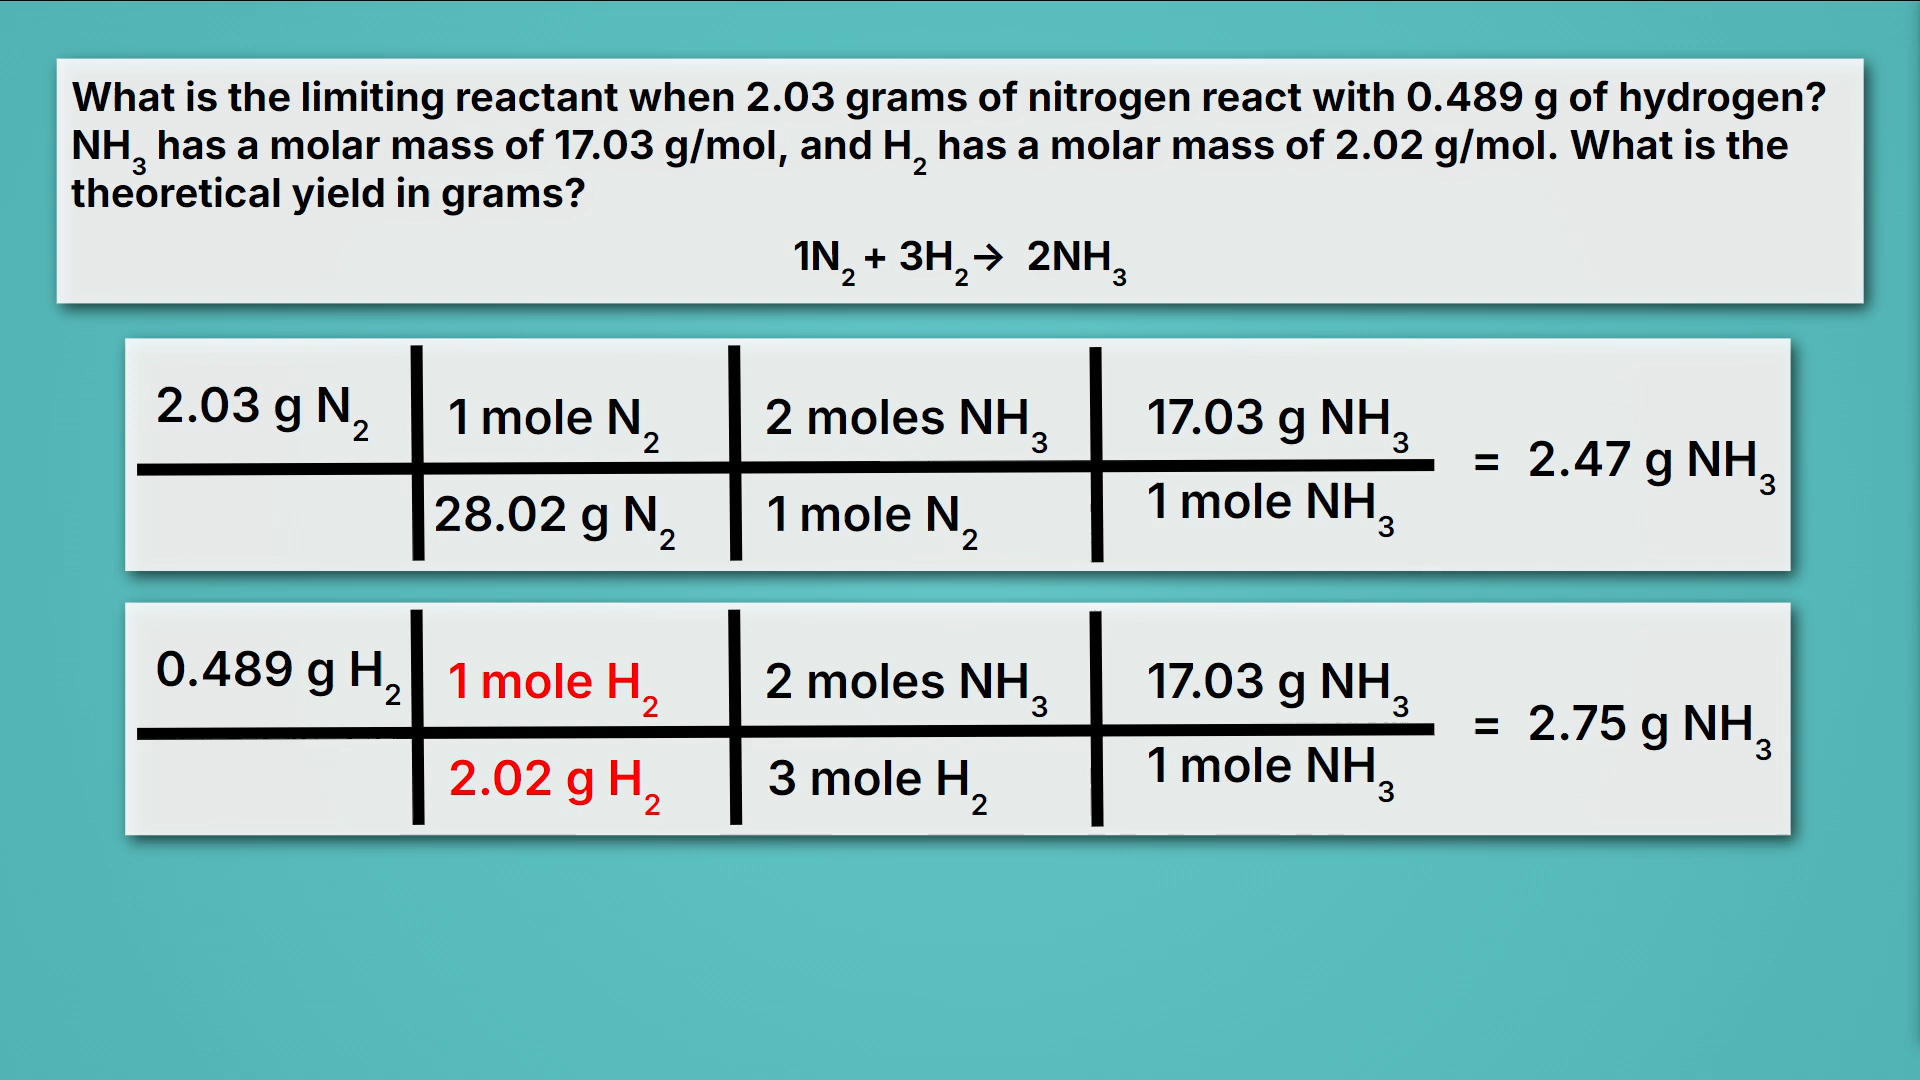 What is the limiting reactant when 2.03 grams of nitrogen react with 0.489 g of hydrogen?
NH₃ has a molar mass of 17.03 g/mol, and H₂ has a molar mass of 2.02 g/mol. What is the
theoretical yield in grams?
1N₂ + 3H₂→ 2NH₃
2.03 g N₂ 1 mole N₂ 2 moles NH₃ 17.03 g NH₃
= 2.47 g NH₃
28.02 g N₂ 1 mole N₂ 1 mole NH₃
0.489 g H₂ 1 mole H₂ 2 moles NH₃ 17.03 g NH₃
= 2.75 g NH₃
2.02 g H₂ 3 mole H₂ 1 mole NH₃